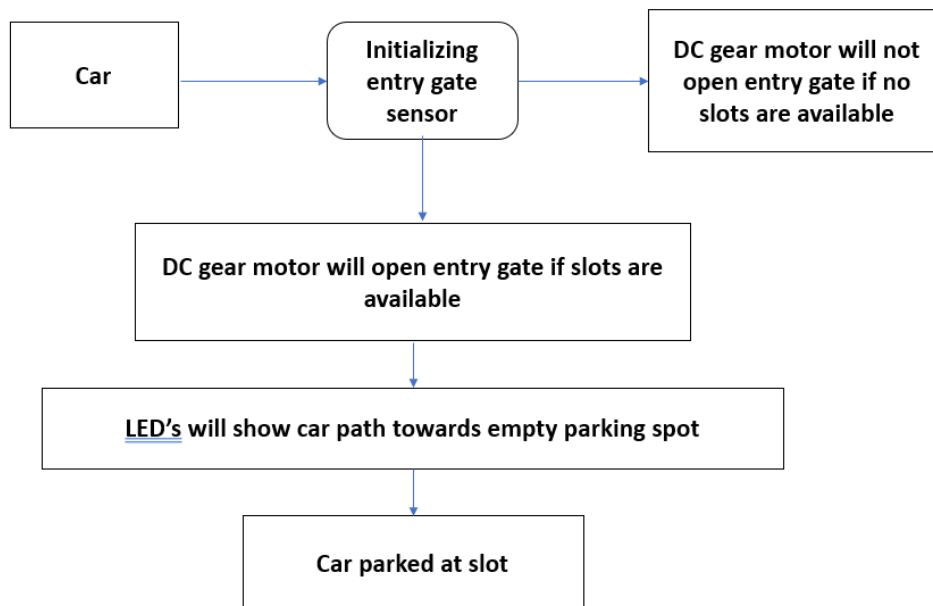 Car
Initializing
entry gate
sensor
DC gear motor will not
open entry gate if no
slots are available
DC gear motor will open entry gate if slots are
available
LED’s will show car path towards empty parking spot
Car parked at slot